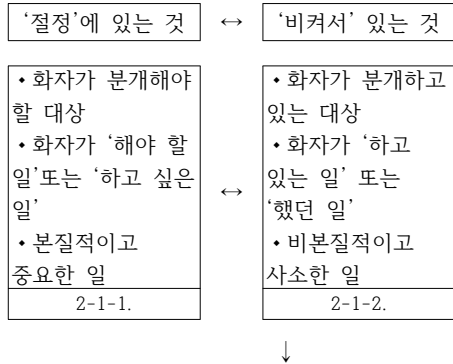 ‘절정’에 있는 것 ↔ ‘비켜서’ 있는 것
◆화자가 분개해야
할 대상
◆화자가 ‘해야 할
일’또는 ‘하고 싶은
일’
◆본질적이고
중요한 일
2-1-1.
↔
◆화자가 분개하고
있는 대상
◆화자가 ‘하고
있는 일’ 또는
‘했던 일’
◆비본질적이고
사소한 일
2-1-2.
↓